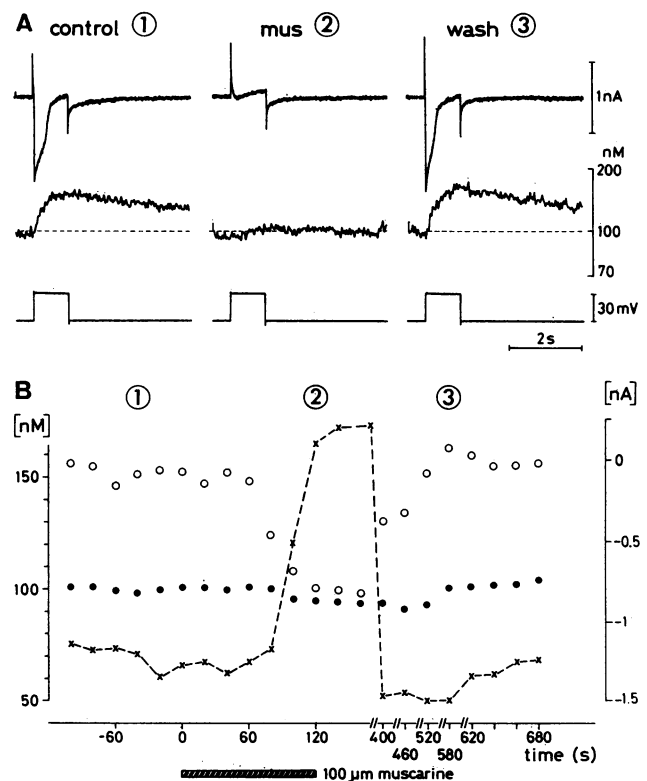 A control ① mus ② wash ③
1nA
nM
200
100
70
30 mV
2s
B ① ② ③
[nM] [nA]
150
100
50
0
-0.5
-1
-1.5
-60 0 60 120 400 520 620 680
460 580 time (s)
100 µm muscarine